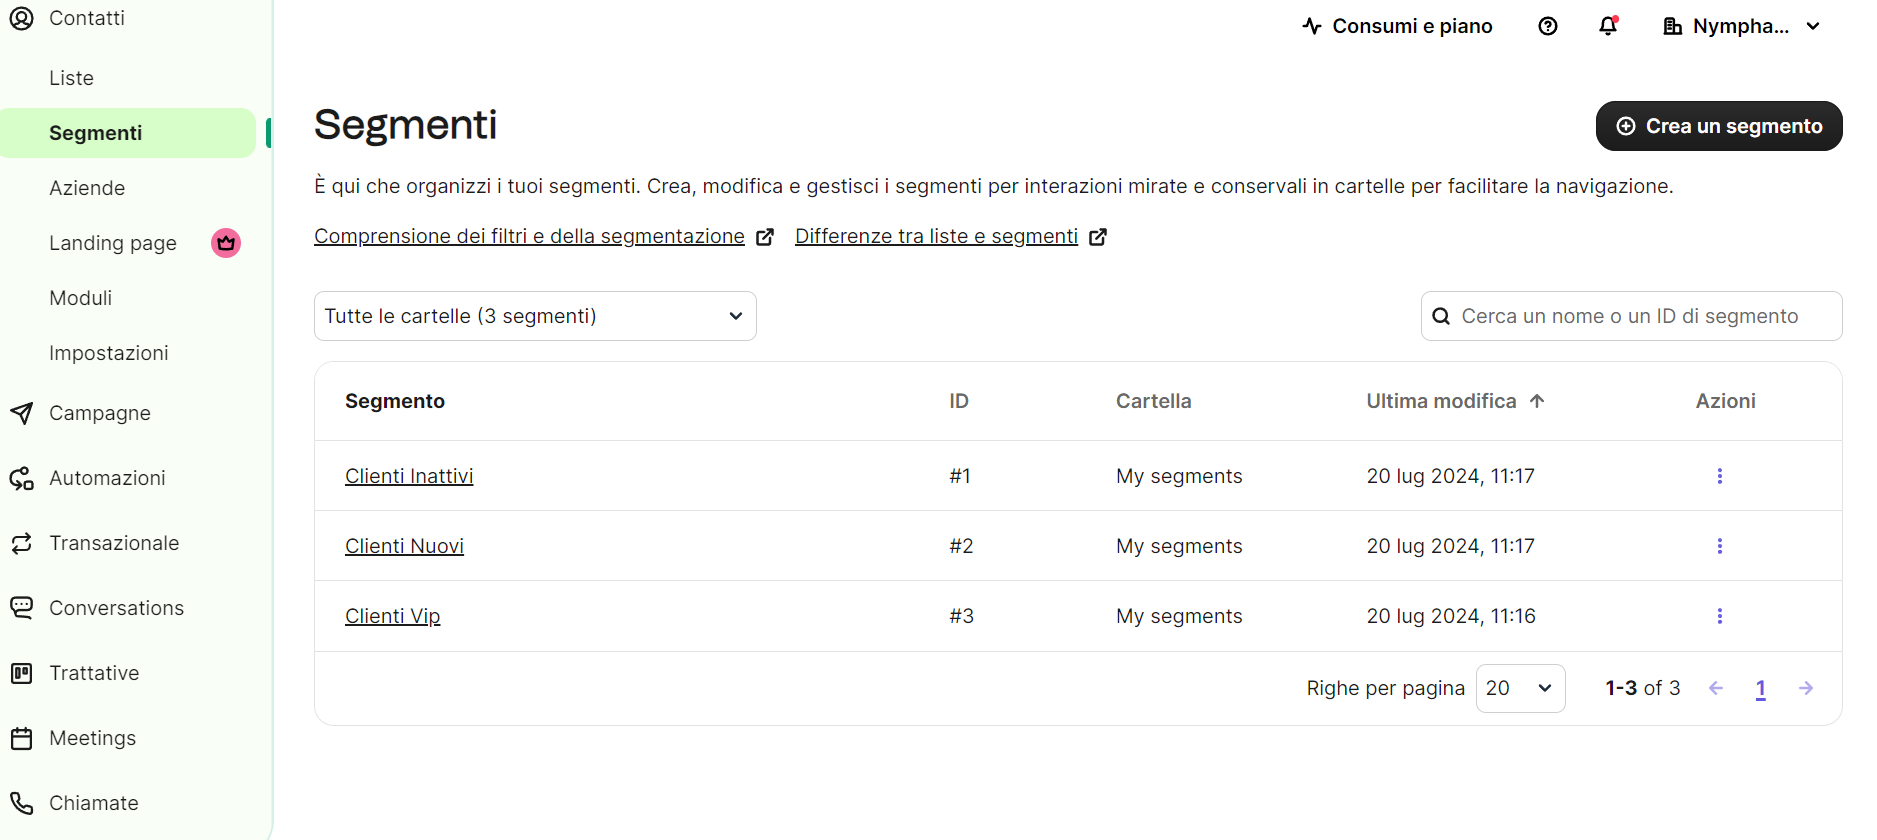 Contatti
Liste
Segmenti
Aziende
Landing page
Moduli
Impostazioni
Campagne
Automazioni
Transazionale
Conversations
Trattative
Meetings
Chiamate
Consumi e piano
Nympha...
Segmenti
Crea un segmento
È qui che organizzi i tuoi segmenti. Crea, modifica e gestisci i segmenti per interazioni mirate e conservali in cartelle per facilitare la navigazione.
Comprensione dei filtri e della segmentazione Differenze tra liste e segmenti
Tutte le cartelle (3 segmenti)
Cerca un nome o un ID di segmento
Segmento ID Cartella Ultima modifica Azioni
Clienti Inattivi #1 My segments 20 lug 2024, 11:17
Clienti Nuovi #2 My segments 20 lug 2024, 11:17
Clienti Vip #3 My segments 20 lug 2024, 11:16
Righe per pagina 20 1-3 of 3 1